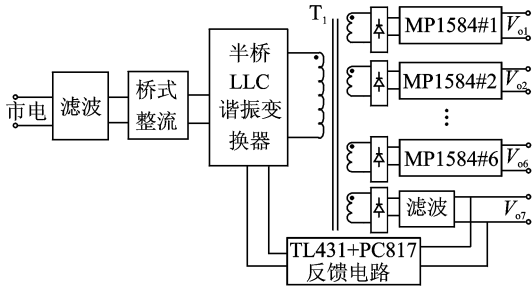 市电
滤波
桥式
整流
半桥
LLC
谐振变
换器
T1
MP1584#1
Vo1
MP1584#2
Vo2
MP1584#6
Vo6
滤波
Vo7
TL431+PC817
反馈电路